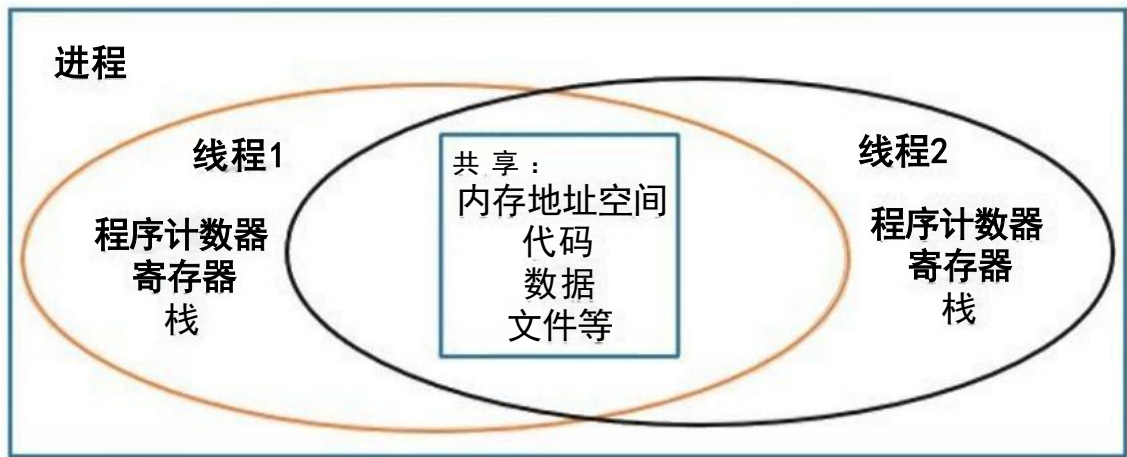 进程
线程1
程序计数器
寄存器
栈
共享：
内存地址空间
代码
数据
文件等
线程2
程序计数器
寄存器
栈